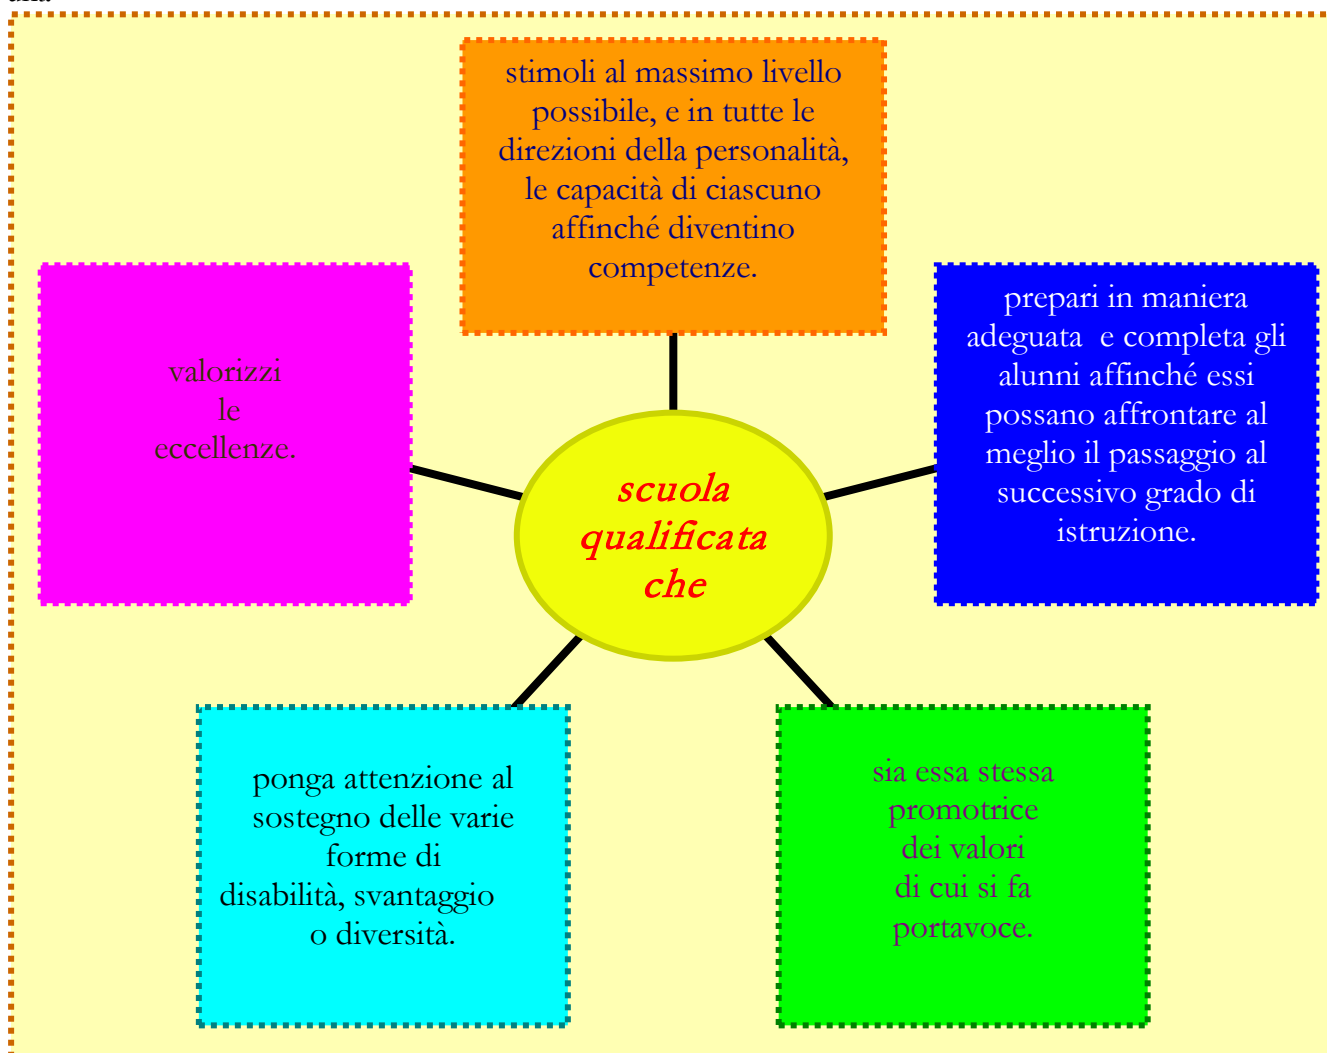 una
stimoli al massimo livello
possibile, e in tutte le
direzioni della personalità,
le capacità di ciascuno
affinché diventino
competenze.
prepari in maniera
adeguata  e completa gli
alunni affinché essi
possano affrontare al
meglio il passaggio al
successivo grado di
istruzione.
valorizzi
le
eccellenze.
scuola
qualificata
che
ponga attenzione al
sostegno delle varie
forme di
disabilità, svantaggio
o diversità.
sia essa stessa
promotrice
dei valori
di cui si fa
portavoce.